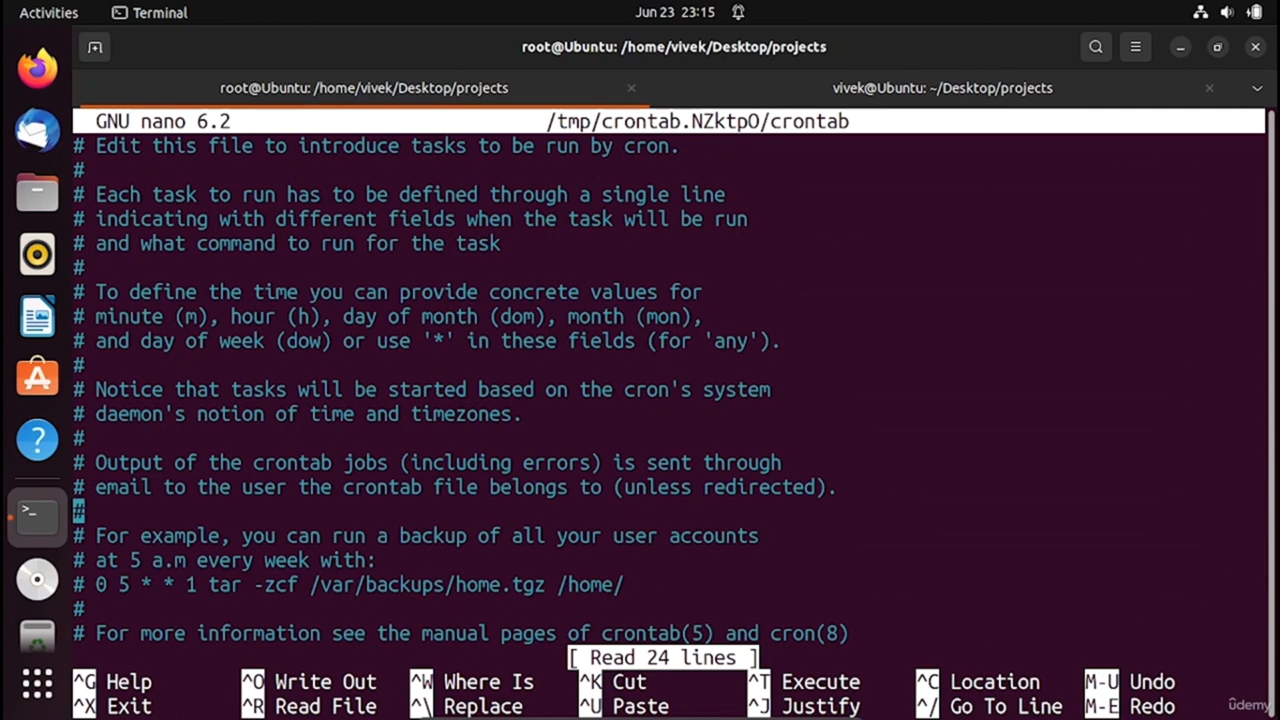 Activities
Terminal
Jun 23 23:15
root@Ubuntu: /home/vivek/Desktop/projects
root@Ubuntu: /home/vivek/Desktop/projects
vivek@Ubuntu: ~/Desktop/projects
GNU nano 6.2 /tmp/crontab.NZktpO/crontab
# Edit this file to introduce tasks to be run by cron.
#
# Each task to run has to be defined through a single line
# indicating with different fields when the task will be run
# and what command to run for the task
#
# To define the time you can provide concrete values for
# minute (m), hour (h), day of month (dom), month (mon),
# and day of week (dow) or use '*' in these fields (for 'any').
#
# Notice that tasks will be started based on the cron's system
# daemon's notion of time and timezones.
#
# Output of the crontab jobs (including errors) is sent through
# email to the user the crontab file belongs to (unless redirected).
#
# For example, you can run a backup of all your user accounts
# at 5 a.m every week with:
# 0 5 * * 1 tar -zcf /var/backups/home.tgz /home/
#
# For more information see the manual pages of crontab(5) and cron(8)
[ Read 24 lines ]
^G Help ^O Write Out ^W Where Is ^K Cut ^T Execute ^C Location M-U Undo
^X Exit ^R Read File ^\ Replace ^U Paste ^J Justify ^/ Go To Line M-E Redo
udemy